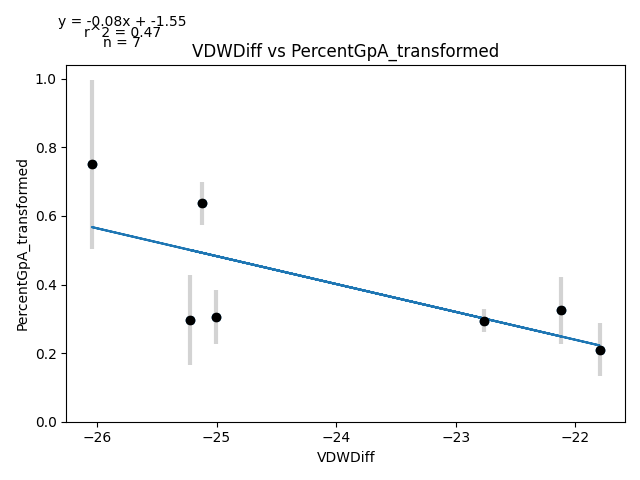 y = -0.08x + -1.55
r^2 = 0.47
n = 7
VDWDiff vs PercentGpA_transformed
PercentGpA_transformed
1.0
0.8
0.6
0.4
0.2
0.0
−26 −25 −24 −23 −22
VDWDiff